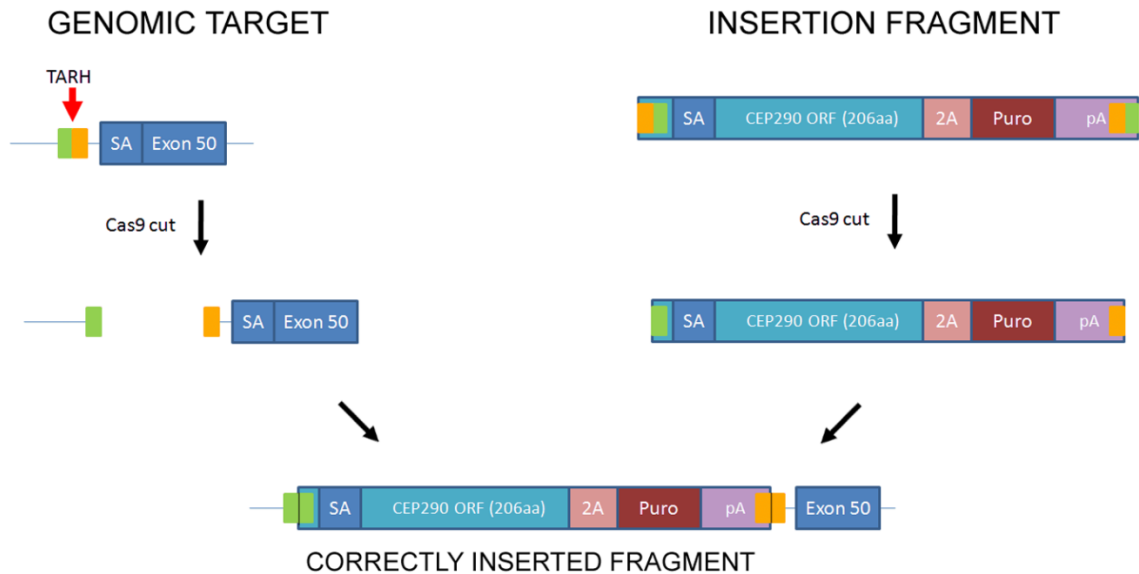 GENOMIC TARGET
INSERTION FRAGMENT
TARH
SA Exon 50
SA CEP290 ORF (206aa) 2A Puro pA
Cas9 cut
Cas9 cut
SA Exon 50
SA CEP290 ORF (206aa) 2A Puro pA
SA CEP290 ORF (206aa) 2A Puro pA Exon 50
CORRECTLY INSERTED FRAGMENT